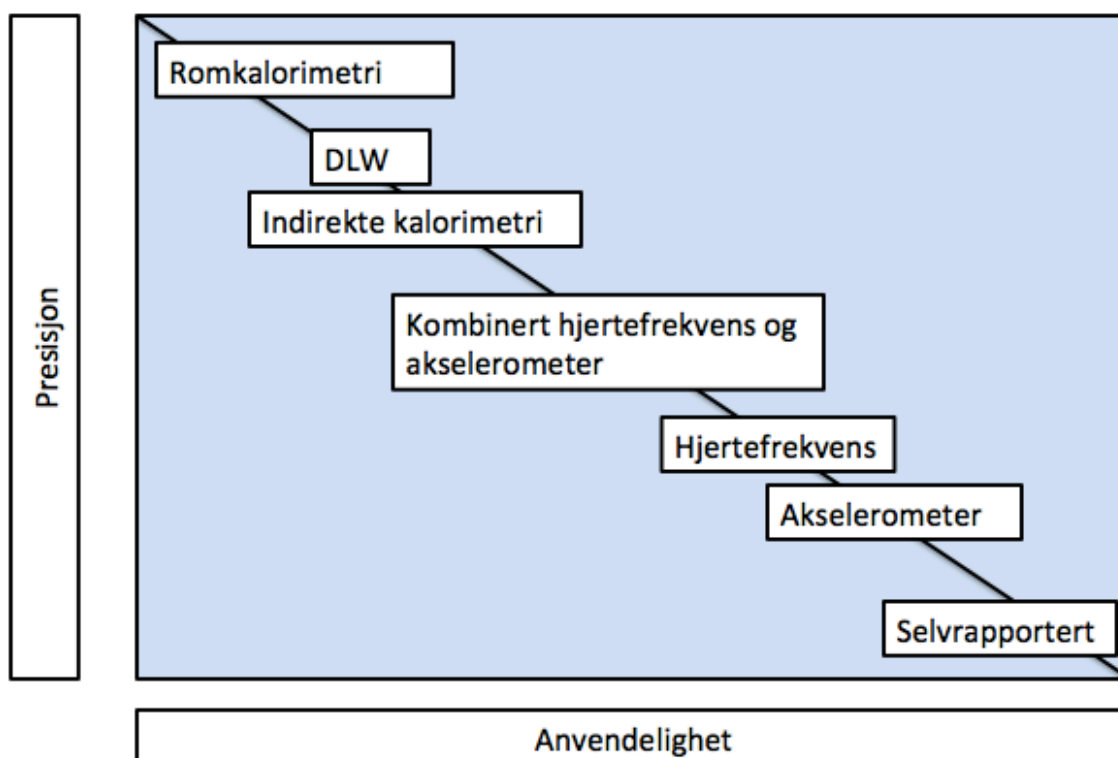 Presisjon
Romkalorimetri
DLW
Indirekte kalorimetri
Kombinert hjertefrekvens og
akselerometer
Hjertefrekvens
Akselerometer
Selvrapportert
Anvendelighet